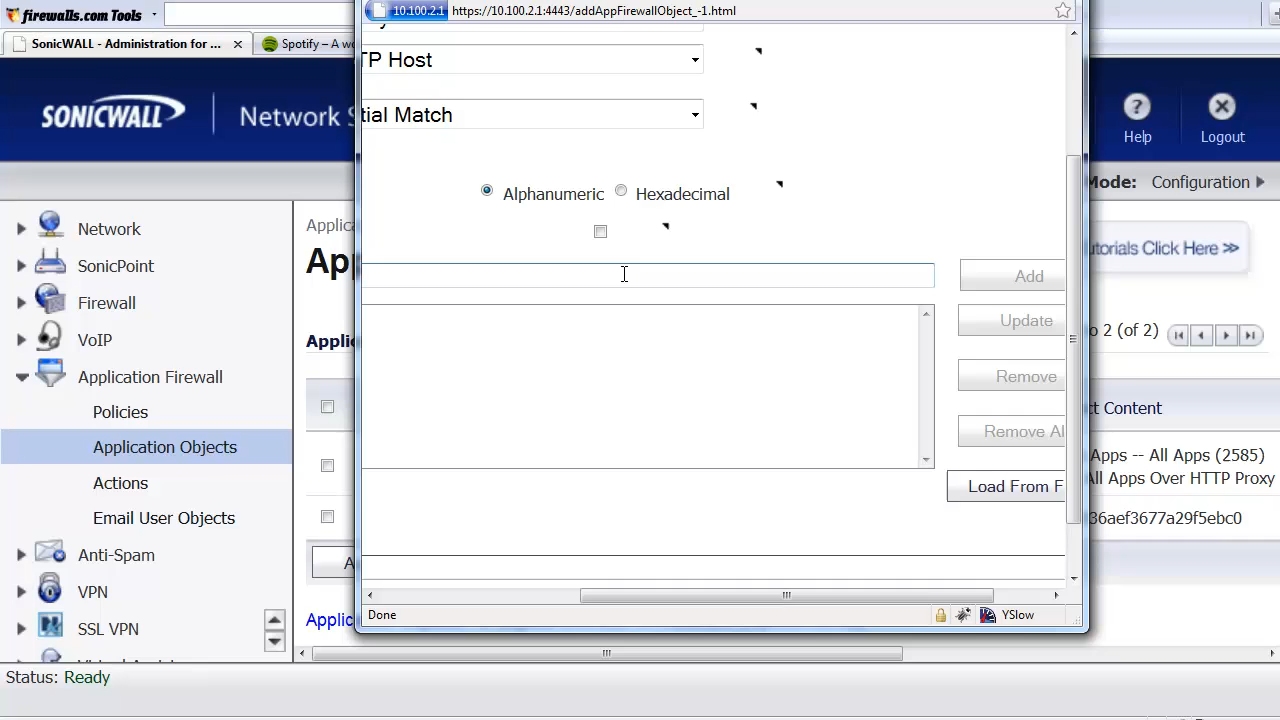 firewalls.com Tools
10.100.2.1 https://10.100.2.1:4443/addAppFirewallObject_-1.html
SonicWALL - Administration for ...
Spotify – A wo
SONICWALL
Network S
Help
Logout
Mode: Configuration
TP Host
tial Match
Alphanumeric
Hexadecimal
Network
SonicPoint
Firewall
VoIP
Application Firewall
Policies
Application Objects
Actions
Email User Objects
Anti-Spam
VPN
SSL VPN
Applica
App
Applic
A
Applic
Add
Update
Remove
Remove Al
Load From F
utorials Click Here >>
o 2 (of 2)
ct Content
Apps -- All Apps (2585)
All Apps Over HTTP Proxy
36aef3677a29f5ebc0
Done
YSlow
Status: Ready